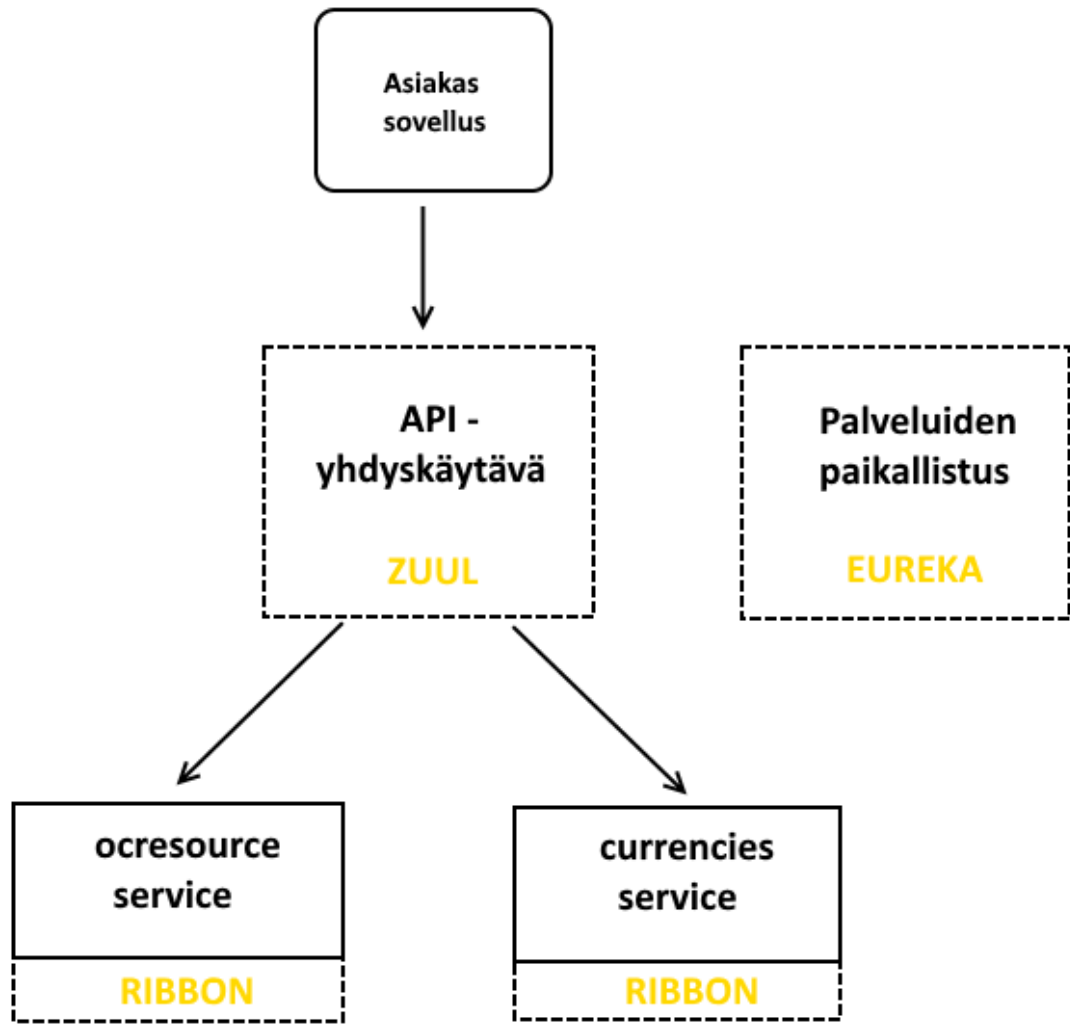 Asiakas
sovellus
API -
yhdyskäytävä
ZUUL
Palveluiden
paikallistus
EUREKA
ocresource
service
RIBBON
currencies
service
RIBBON